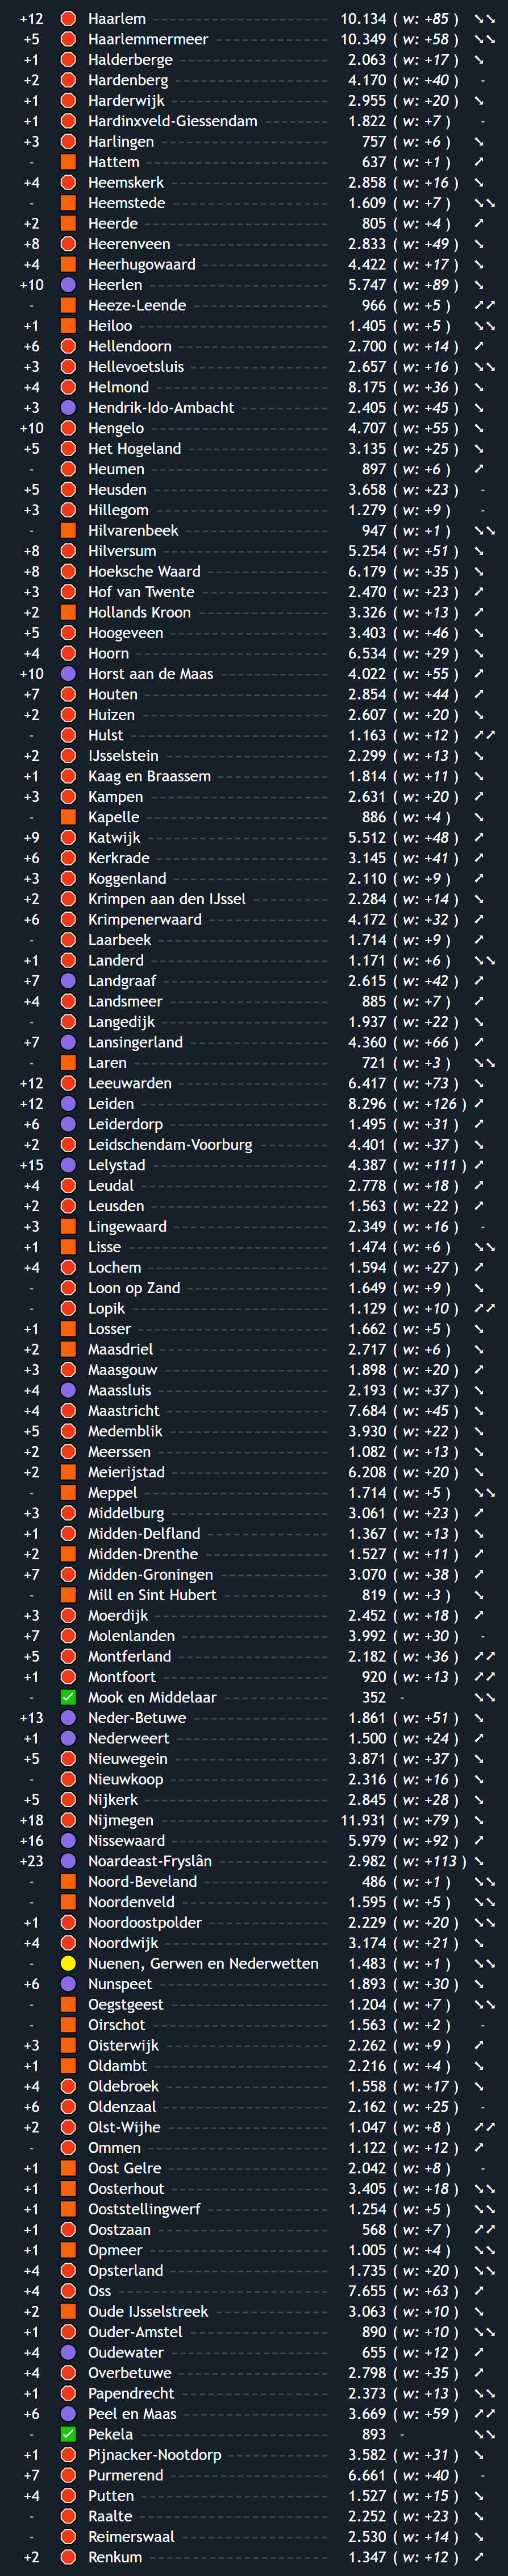 +12 Haarlem 10.134 ( w: +85 ) ↘↘
+5 Haarlemmermeer 10.349 ( w: +58 ) ↘↘
+1 Halderberge 2.063 ( w: +17 ) ↘
+2 Hardenberg 4.170 ( w: +40 ) -
+1 Harderwijk 2.955 ( w: +20 ) ↘
+1 Hardinxveld-Giessendam 1.822 ( w: +7 ) -
+3 Harlingen 757 ( w: +6 ) ↘
- Hattem 637 ( w: +1 ) ↗
+4 Heemskerk 2.858 ( w: +16 ) ↘
- Heemstede 1.609 ( w: +7 ) ↘↘
+2 Heerde 805 ( w: +4 ) ↗
+8 Heerenveen 2.833 ( w: +49 ) ↘
+4 Heerhugowaard 4.422 ( w: +17 ) ↘
+10 Heerlen 5.747 ( w: +89 ) ↘
- Heeze-Leende 966 ( w: +5 ) ↗↗
+1 Heiloo 1.405 ( w: +5 ) ↘↘
+6 Hellendoorn 2.700 ( w: +14 ) ↗
+3 Hellevoetsluis 2.657 ( w: +16 ) ↘↘
+4 Helmond 8.175 ( w: +36 ) ↘
+3 Hendrik-Ido-Ambacht 2.405 ( w: +45 ) ↘
+10 Hengelo 4.707 ( w: +55 ) ↘
+5 Het Hogeland 3.135 ( w: +25 ) ↘
- Heumen 897 ( w: +6 ) ↗
+5 Heusden 3.658 ( w: +23 ) -
+3 Hillegom 1.279 ( w: +9 ) -
- Hilvarenbeek 947 ( w: +1 ) ↘↘
+8 Hilversum 5.254 ( w: +51 ) ↘
+8 Hoeksche Waard 6.179 ( w: +35 ) ↘
+3 Hof van Twente 2.470 ( w: +23 ) ↗
+2 Hollands Kroon 3.326 ( w: +13 ) ↗
+5 Hoogeveen 3.403 ( w: +46 ) ↘
+4 Hoorn 6.534 ( w: +29 ) ↘
+10 Horst aan de Maas 4.022 ( w: +55 ) ↗
+7 Houten 2.854 ( w: +44 ) ↗
+2 Huizen 2.607 ( w: +20 ) ↘
- Hulst 1.163 ( w: +12 ) ↗↗
+2 IJsselstein 2.299 ( w: +13 ) ↘
+1 Kaag en Braassem 1.814 ( w: +11 ) ↘
+3 Kampen 2.631 ( w: +20 ) ↗
- Kapelle 886 ( w: +4 ) ↘
+9 Katwijk 5.512 ( w: +48 ) ↗
+6 Kerkrade 3.145 ( w: +41 ) ↗
+3 Koggenland 2.110 ( w: +9 ) ↗
+2 Krimpen aan den IJssel 2.284 ( w: +14 ) ↘
+6 Krimpenerwaard 4.172 ( w: +32 ) ↗
- Laarbeek 1.714 ( w: +9 ) ↗
+1 Landerd 1.171 ( w: +6 ) ↘↘
+7 Landgraaf 2.615 ( w: +42 ) ↗
+4 Landsmeer 885 ( w: +7 ) ↗
- Langedijk 1.937 ( w: +22 ) ↘
+7 Lansingerland 4.360 ( w: +66 ) ↗
- Laren 721 ( w: +3 ) ↘↘
+12 Leeuwarden 6.417 ( w: +73 ) ↘
+12 Leiden 8.296 ( w: +126 ) ↗
+6 Leiderdorp 1.495 ( w: +31 ) ↗
+2 Leidschendam-Voorburg 4.401 ( w: +37 ) ↘
+15 Lelystad 4.387 ( w: +111 ) ↗
+4 Leudal 2.778 ( w: +18 ) ↗
+2 Leusden 1.563 ( w: +22 ) ↗
+3 Lingewaard 2.349 ( w: +16 ) -
+1 Lisse 1.474 ( w: +6 ) ↘↘
+4 Lochem 1.594 ( w: +27 ) ↗
- Loon op Zand 1.649 ( w: +9 ) ↘
- Lopik 1.129 ( w: +10 ) ↗↗
+1 Losser 1.662 ( w: +5 ) ↘
+2 Maasdriel 2.717 ( w: +6 ) ↘
+3 Maasgouw 1.898 ( w: +20 ) ↗
+4 Maassluis 2.193 ( w: +37 ) ↘
+4 Maastricht 7.684 ( w: +45 ) ↘
+5 Medemblik 3.930 ( w: +22 ) ↘
+2 Meerssen 1.082 ( w: +13 ) ↘
+2 Meierijstad 6.208 ( w: +20 ) ↘
- Meppel 1.714 ( w: +5 ) ↘↘
+3 Middelburg 3.061 ( w: +23 ) ↗
+1 Midden-Delfland 1.367 ( w: +13 ) ↘
+2 Midden-Drenthe 1.527 ( w: +11 ) ↗
+7 Midden-Groningen 3.070 ( w: +38 ) ↗
- Mill en Sint Hubert 819 ( w: +3 ) ↘
+3 Moerdijk 2.452 ( w: +18 ) ↗
+7 Molenlanden 3.992 ( w: +30 ) -
+5 Montferland 2.182 ( w: +36 ) ↗↗
+1 Montfoort 920 ( w: +13 ) ↗↗
- Mook en Middelaar 352 - ↘↘
+13 Neder-Betuwe 1.861 ( w: +51 ) ↘
+1 Nederweert 1.500 ( w: +24 ) ↗
+5 Nieuwegein 3.871 ( w: +37 ) ↘
- Nieuwkoop 2.316 ( w: +16 ) ↘
+5 Nijkerk 2.845 ( w: +28 ) ↘
+18 Nijmegen 11.931 ( w: +79 ) ↘
+16 Nissewaard 5.979 ( w: +92 ) ↗
+23 Noardeast-Fryslân 2.982 ( w: +113 ) ↘
- Noord-Beveland 486 ( w: +1 ) ↘↘
- Noordenveld 1.595 ( w: +5 ) ↘↘
+1 Noordoostpolder 2.229 ( w: +20 ) ↘↘
+4 Noordwijk 3.174 ( w: +21 ) ↘
- Nuenen, Gerwen en Nederwetten 1.483 ( w: +1 ) ↘↘
+6 Nunspeet 1.893 ( w: +30 ) ↘
- Oegstgeest 1.204 ( w: +7 ) ↘↘
- Oirschot 1.563 ( w: +2 ) -
+3 Oisterwijk 2.262 ( w: +9 ) ↗
+1 Oldambt 2.216 ( w: +4 ) ↘
+4 Oldebroek 1.558 ( w: +17 ) ↘
+6 Oldenzaal 2.162 ( w: +25 ) -
+2 Olst-Wijhe 1.047 ( w: +8 ) ↗↗
- Ommen 1.122 ( w: +12 ) ↗
+1 Oost Gelre 2.042 ( w: +8 ) -
+1 Oosterhout 3.405 ( w: +18 ) ↘↘
+1 Ooststellingwerf 1.254 ( w: +5 ) ↘↘
+1 Oostzaan 568 ( w: +7 ) ↗↗
+1 Opmeer 1.005 ( w: +4 ) ↘↘
+4 Opsterland 1.735 ( w: +20 ) ↘↘
+4 Oss 7.655 ( w: +63 ) ↗
+2 Oude IJsselstreek 3.063 ( w: +10 ) ↘
+1 Ouder-Amstel 890 ( w: +10 ) ↘↘
+4 Oudewater 655 ( w: +12 ) ↗
+4 Overbetuwe 2.798 ( w: +35 ) ↗
+1 Papendrecht 2.373 ( w: +13 ) ↘↘
+6 Peel en Maas 3.669 ( w: +59 ) ↗↗
- Pekela 893 - ↘↘
+1 Pijnacker-Nootdorp 3.582 ( w: +31 ) ↘
+7 Purmerend 6.661 ( w: +40 ) -
+4 Putten 1.527 ( w: +15 ) ↘
- Raalte 2.252 ( w: +23 ) ↘
- Reimerswaal 2.530 ( w: +14 ) ↘
+2 Renkum 1.347 ( w: +12 ) ↗